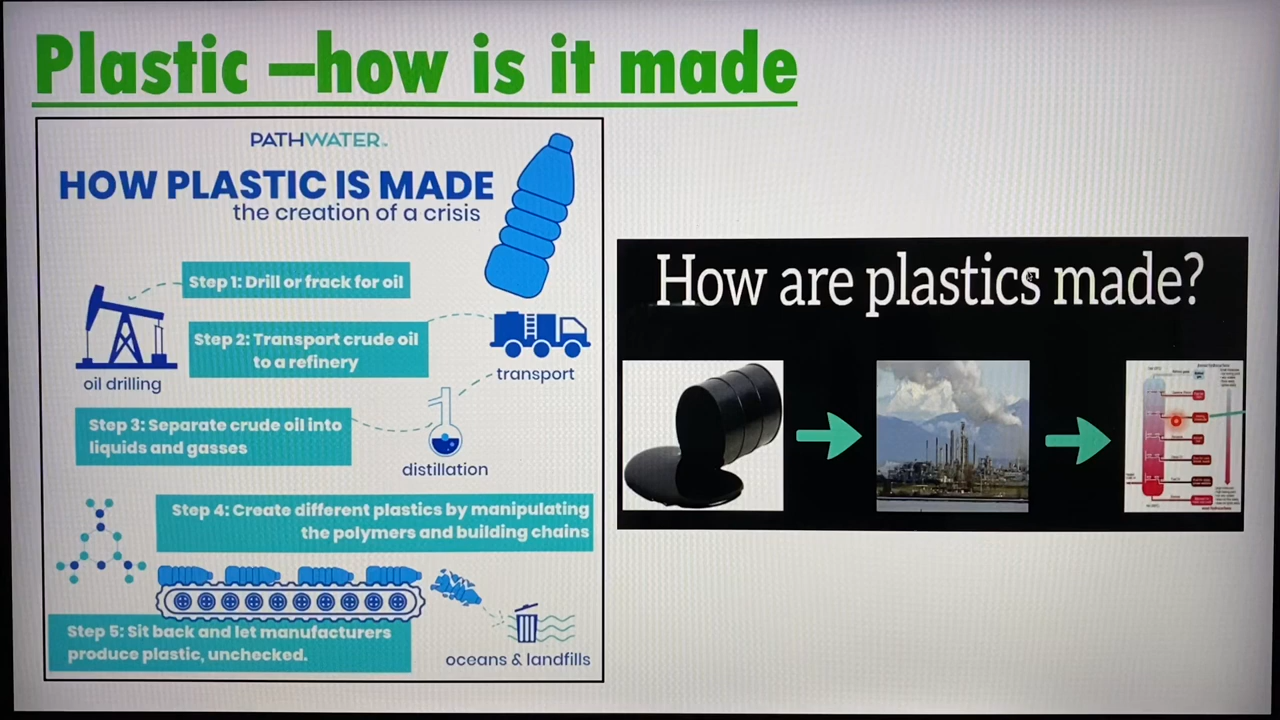 Plastic –how is it made
PATHWATER™
HOW PLASTIC IS MADE
the creation of a crisis
Step 1: Drill or frack for oil
oil drilling
Step 2: Transport crude oil
to a refinery
transport
Step 3: Separate crude oil into
liquids and gasses
distillation
Step 4: Create different plastics by manipulating
the polymers and building chains
Step 5: Sit back and let manufacturers
produce plastic, unchecked.
oceans & landfills
How are plastics made?